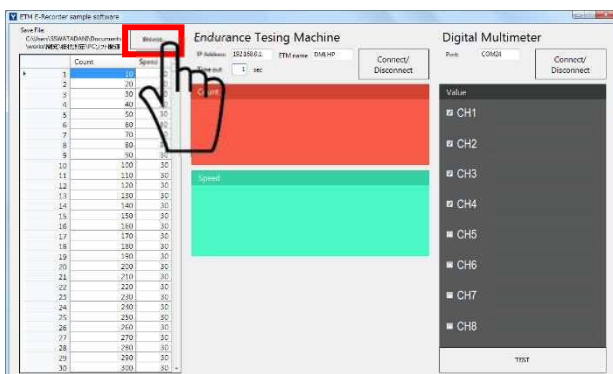 ETM E-Recorder sample software
Save File:
Browse...
Count Speed
1 10
2 20
3 30
4 40
5 50
6 60
7 70
8 80
9 90 30
10 100 30
11 110 30
12 120 30
13 130 30
14 140 30
15 150 30
16 160 30
17 170 30
18 180 30
19 190 30
20 200 30
21 210 30
22 220 30
23 230 30
24 240 30
25 250 30
26 260 30
27 270 30
28 280 30
29 290 30
30 300 30
Endurance Tesing Machine
IP Address: 192.168.0.1 ETM name DMLHP
Time out 1 sec
Connect/
Disconnect
Count
Speed
Digital Multimeter
Port: COM24
Connect/
Disconnect
Value
CH1
CH2
CH3
CH4
CH5
CH6
CH7
CH8
TEST